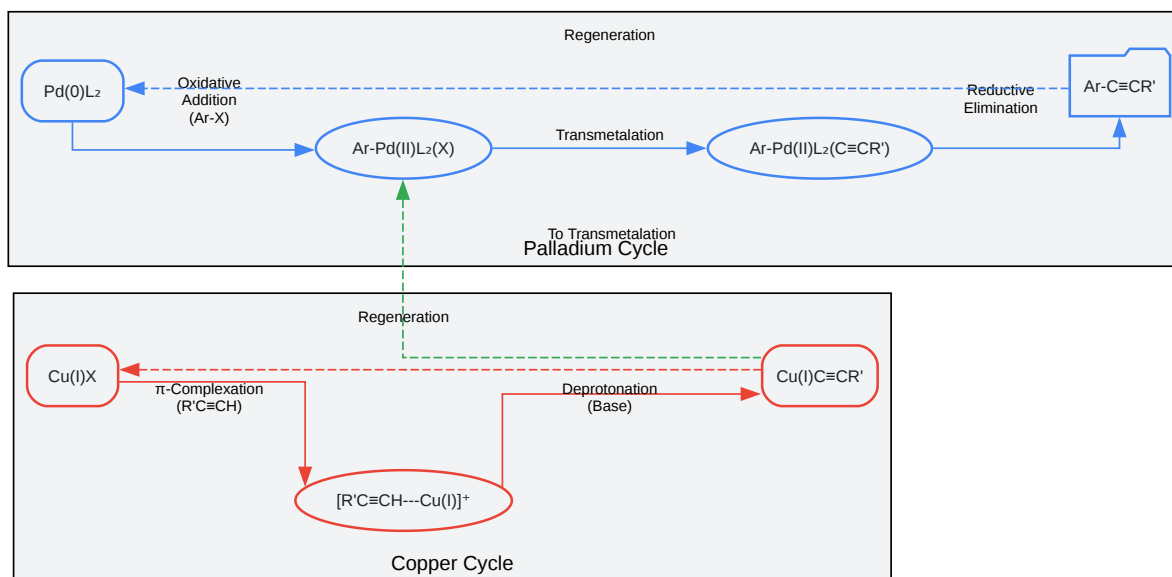 Regeneration
Pd(0)L₂
Oxidative
Addition
(Ar-X)
Reductive
Elimination
Ar-C≡CR'
Ar-Pd(II)L₂(X)
Transmetalation
Ar-Pd(II)L₂(C≡CR')
To Transmetalation
Palladium Cycle
Regeneration
Cu(I)X
π-Complexation
(R'C≡CH)
Deprotonation
(Base)
Cu(I)C≡CR'
[R'C≡CH---Cu(I)]⁺
Copper Cycle